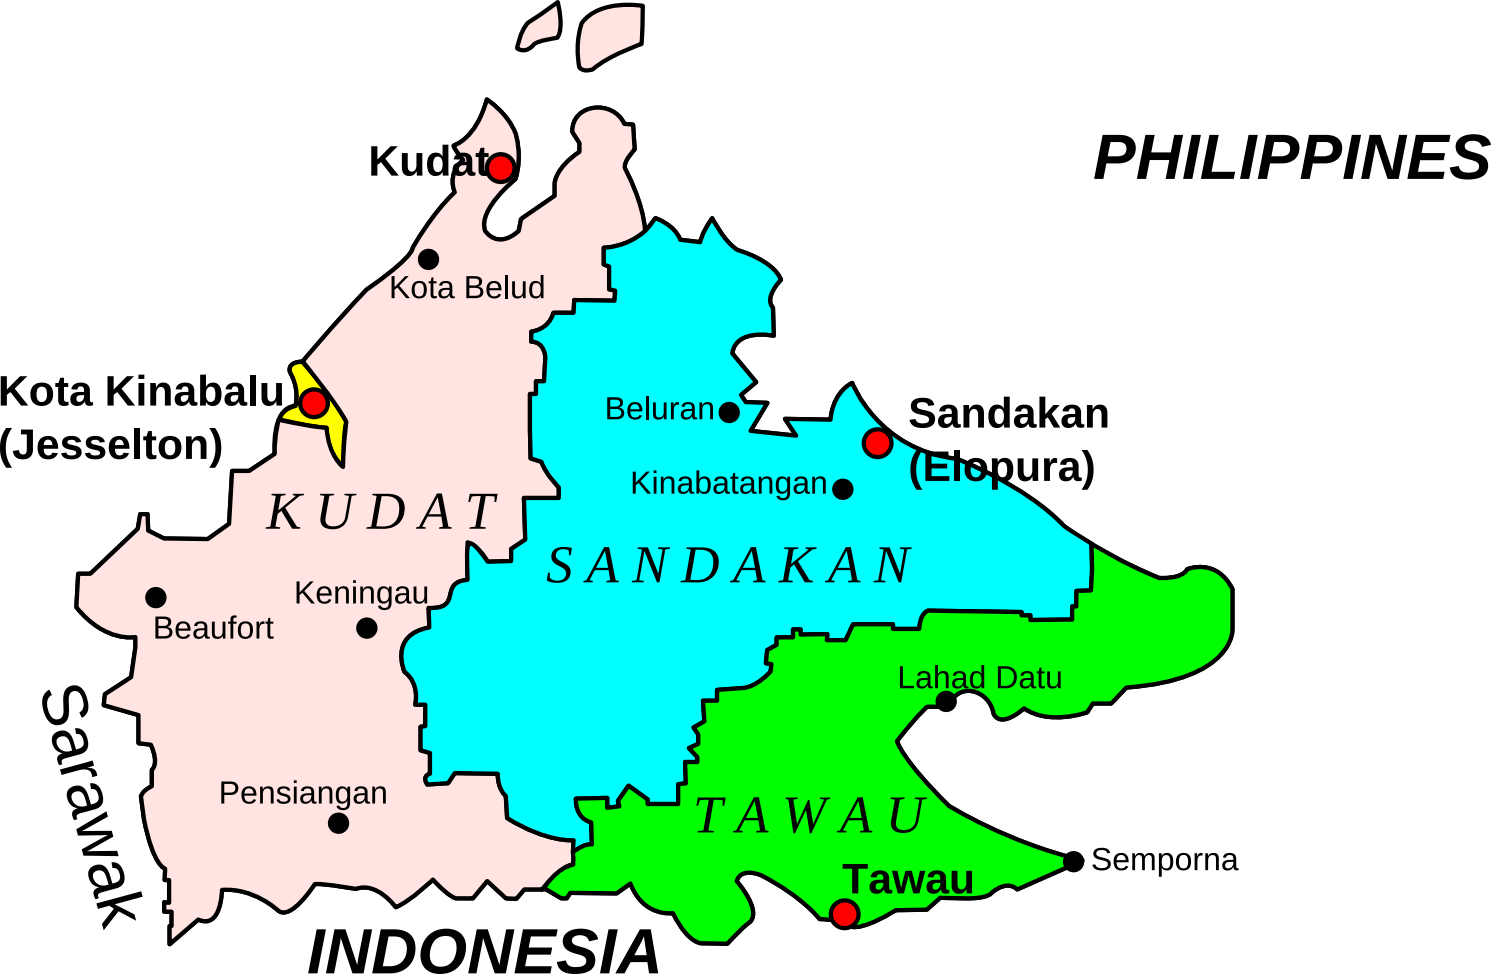 PHILIPPINES
Kudat
Kota Belud
Kota Kinabalu
(Jesselton)
Beluran
Sandakan
(Elopura)
Kinabatangan
KUDAT
SANDAKAN
Keningau
Beaufort
Lahad Datu
Sarawak
Pensiangan
TAWAU
Semporna
Tawau
INDONESIA